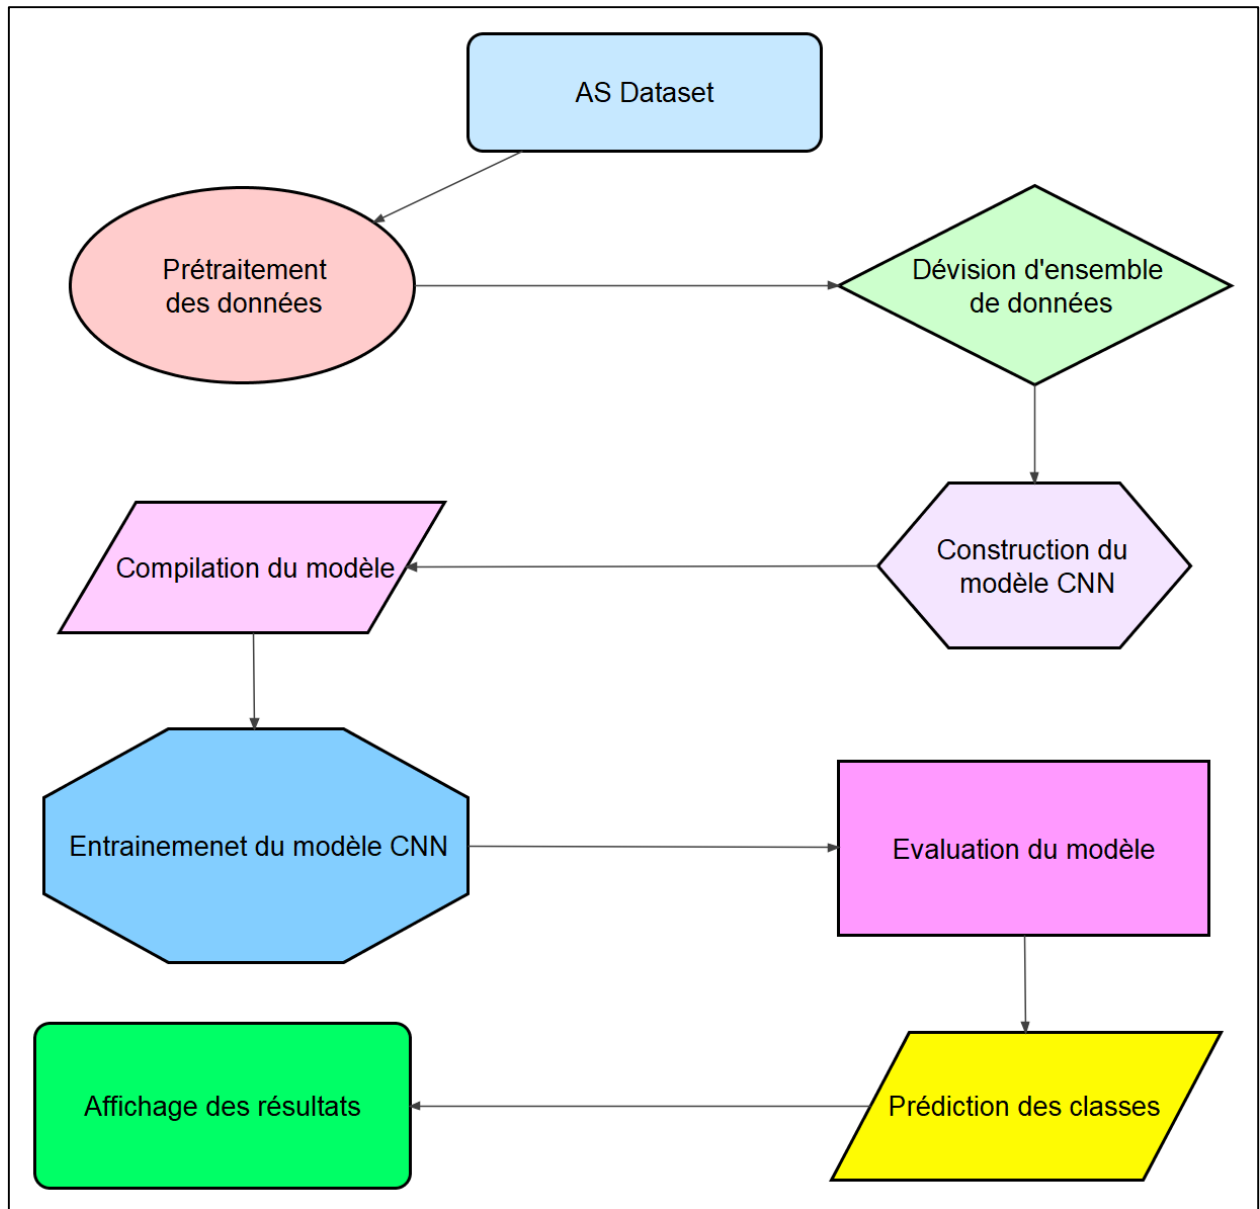 AS Dataset
Prétraitement
des données
Dévision d'ensemble
de données
Construction du
modèle CNN
Compilation du modèle
Entrainemenet du modèle CNN
Evaluation du modèle
Prédiction des classes
Affichage des résultats